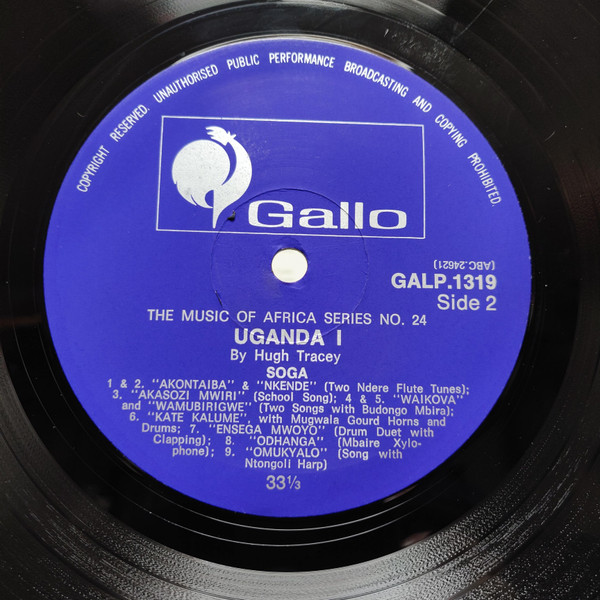 COPYRIGHT RESERVED. UNAUTHORISED PUBLIC PERFORMANCE BROADCASTING AND COPYING PROHIBITED.
Gallo
(ABC.24621)
GALP.1319
Side 2
THE MUSIC OF AFRICA SERIES NO. 24
UGANDA I
By Hugh Tracey
SOGA
1 & 2. "AKONTAIBA" & "NKENDE" (Two Ndere Flute Tunes);
3. "AKASOZI MWIRI" (School Song); 4 & 5. "WAIKOVA"
and "WAMUBIRIGWE" (Two Songs with Budongo Mbira);
6. "KATE KALUME", with Mugwala Gourd Horns and
Drums; 7. "ENSEGA MWOYO" (Drum Duet with
Clapping); 8. "ODHANGA" (Mbaire Xylo-
phone); 9. "OMUKYALO" (Song with
Ntongoli Harp)
33⅓